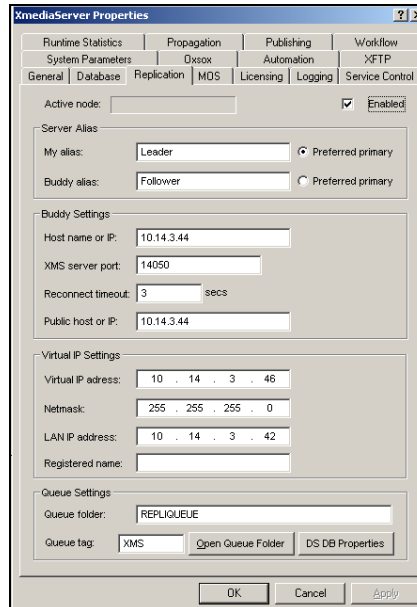 XmediaServer Properties
Runtime Statistics Propagation Publishing Workflow
System Parameters Oxsox Automation XFTP
General Database Replication MOS Licensing Logging Service Control
Active node: Enabled
Server Alias
My alias: Leader Preferred primary
Buddy alias: Follower Preferred primary
Buddy Settings
Host name or IP: 10.14.3.44
XMS server port: 14050
Reconnect timeout: 3 secs
Public host or IP: 10.14.3.44
Virtual IP Settings
Virtual IP adress: 10 . 14 . 3 . 46
Netmask: 255 . 255 . 255 . 0
LAN IP address: 10 . 14 . 3 . 42
Registered name:
Queue Settings
Queue folder: REPLIQUEUE
Queue tag: XMS Open Queue Folder DS DB Properties
OK Cancel Apply